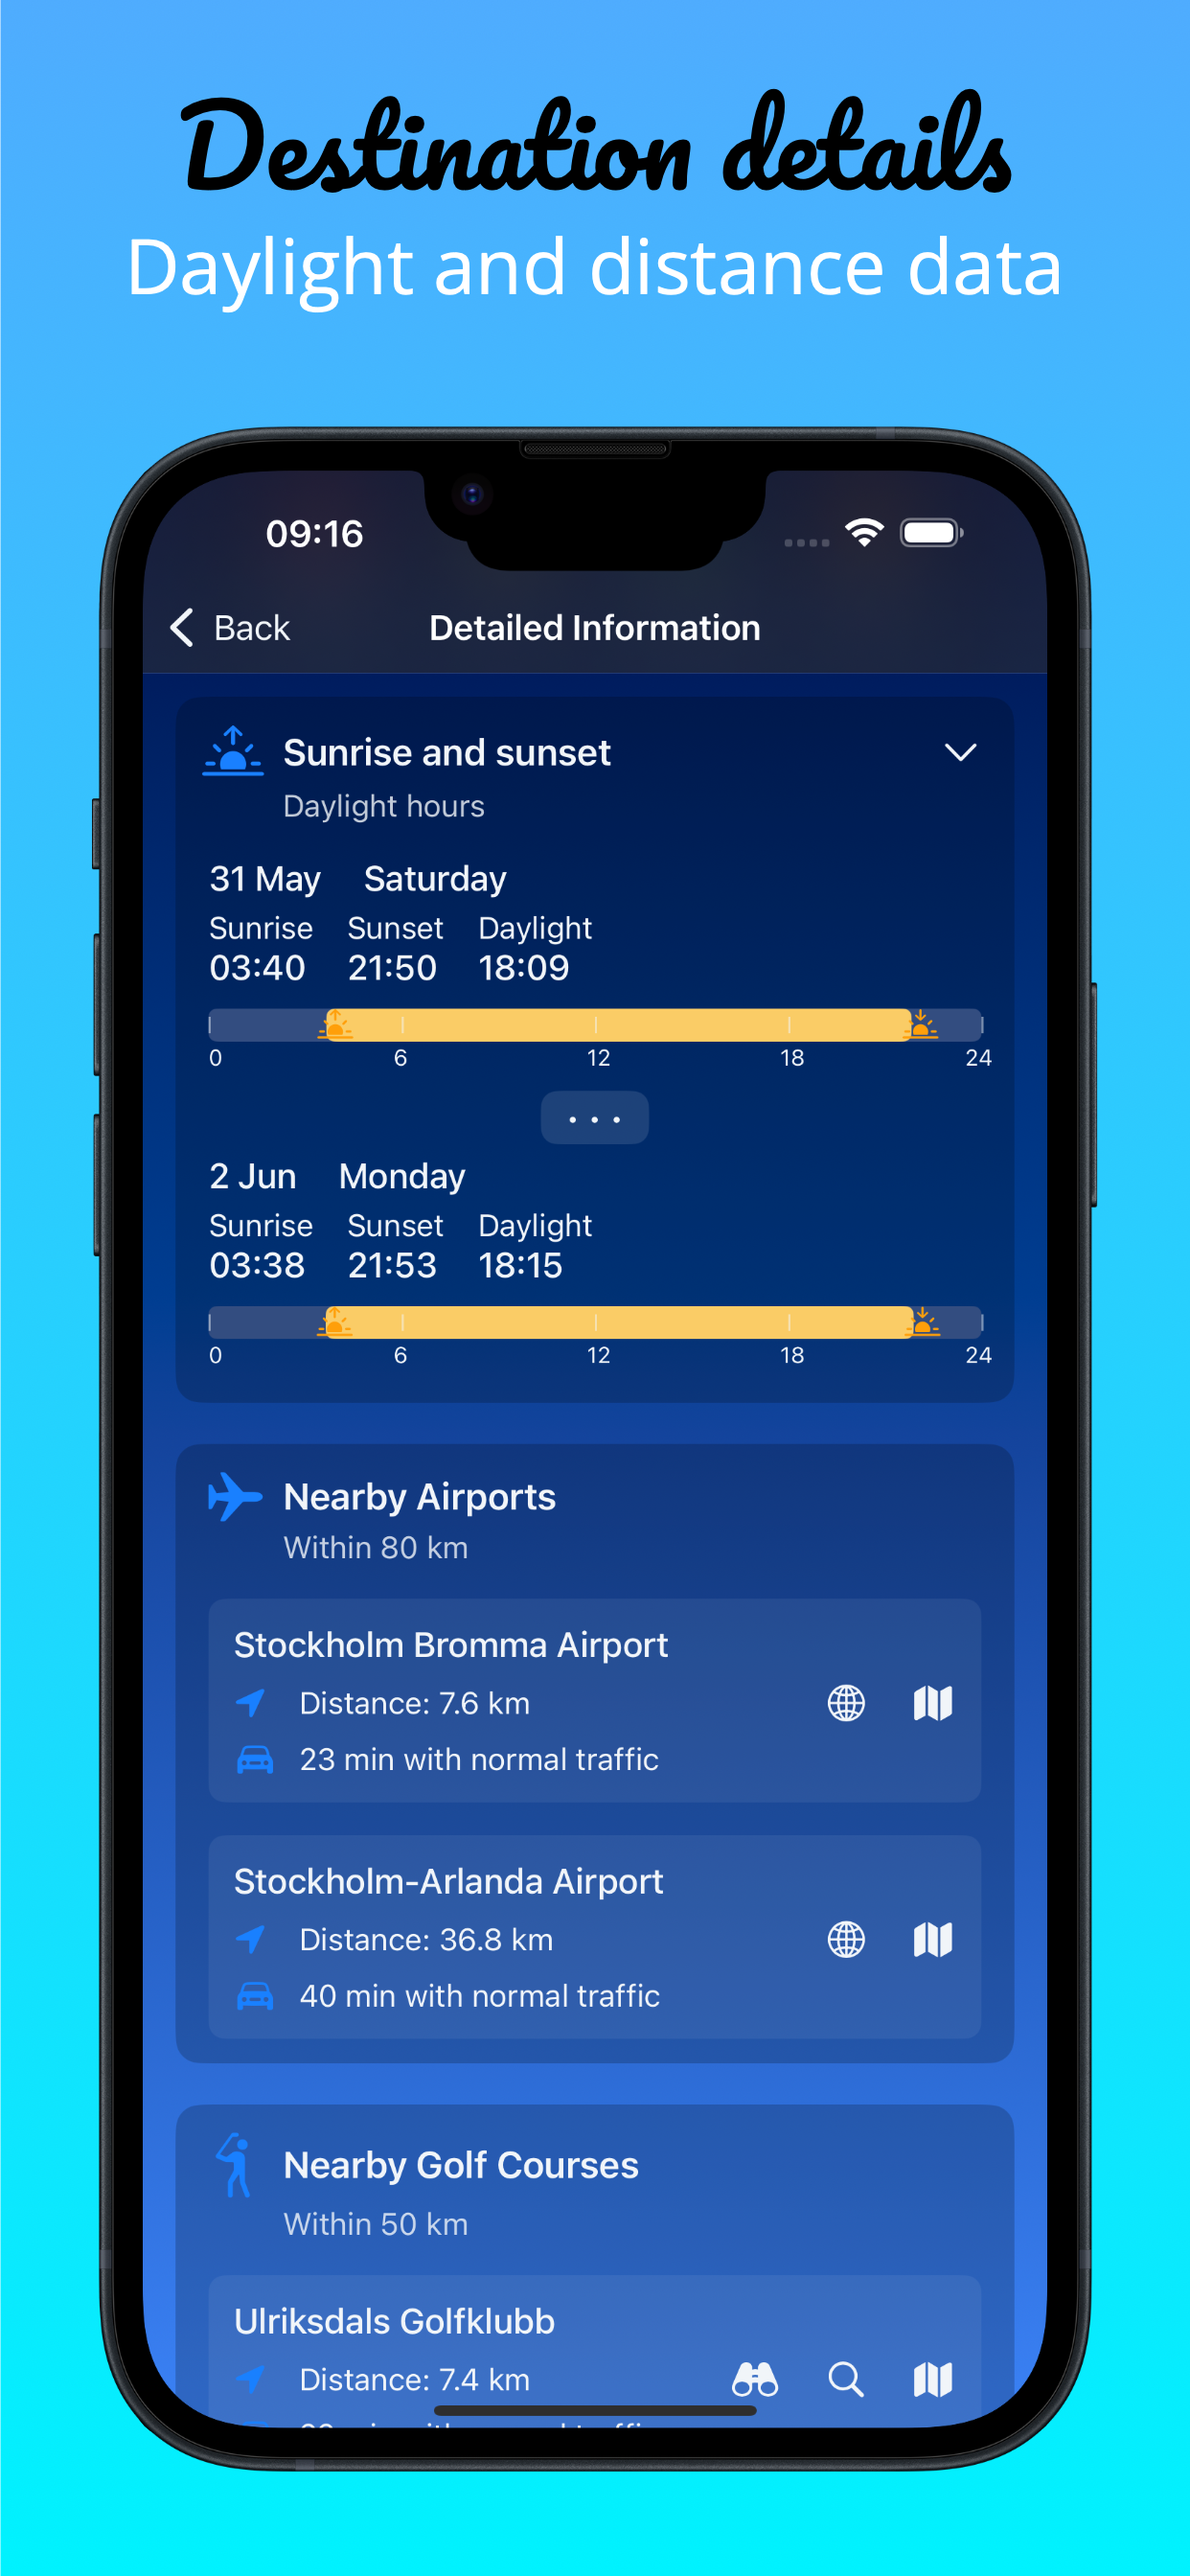 Destination details
Daylight and distance data
09:16
Back Detailed Information
Sunrise and sunset
Daylight hours
31 May Saturday
Sunrise Sunset Daylight
03:40 21:50 18:09
0 6 12 18 24
2 Jun Monday
Sunrise Sunset Daylight
03:38 21:53 18:15
0 6 12 18 24
Nearby Airports
Within 80 km
Stockholm Bromma Airport
Distance: 7.6 km
23 min with normal traffic
Stockholm-Arlanda Airport
Distance: 36.8 km
40 min with normal traffic
Nearby Golf Courses
Within 50 km
Ulriksdals Golfklubb
Distance: 7.4 km